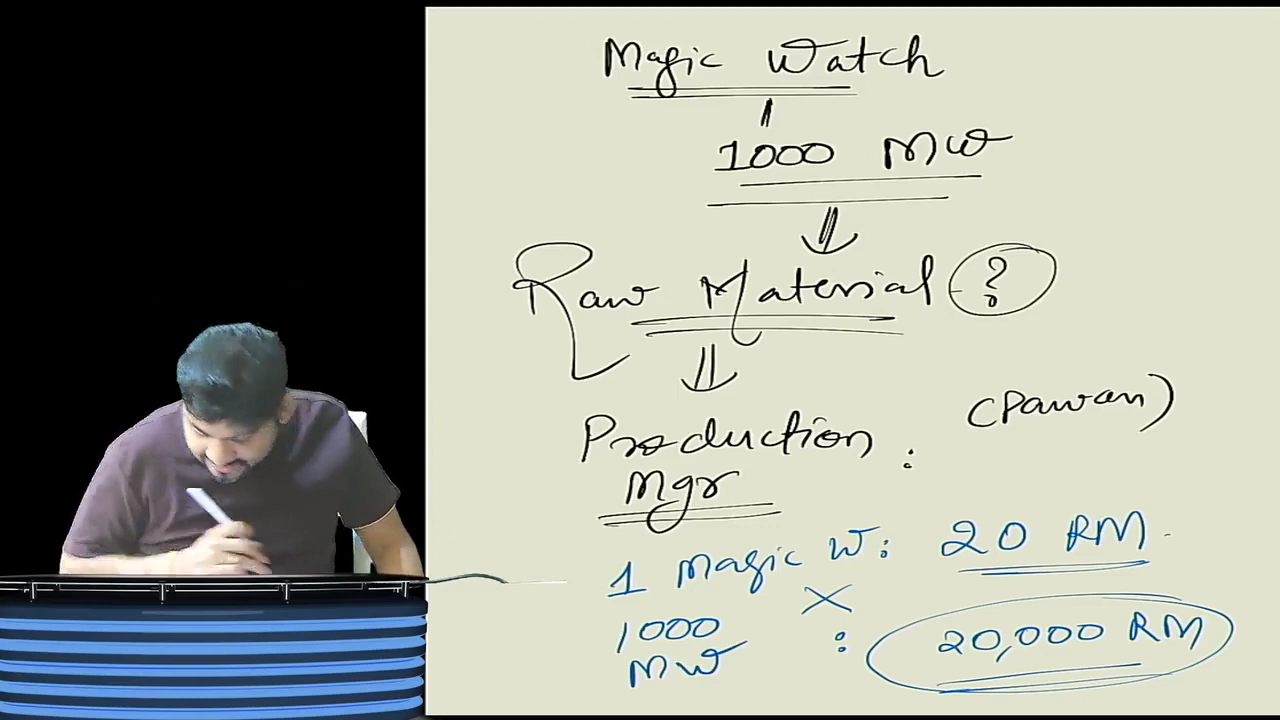 Magic Watch
1000 MW
Raw Material ?
Production : (Pawan)
Mgr
1 Magic W : 20 RM
×
1000 : 20,000 RM
MW